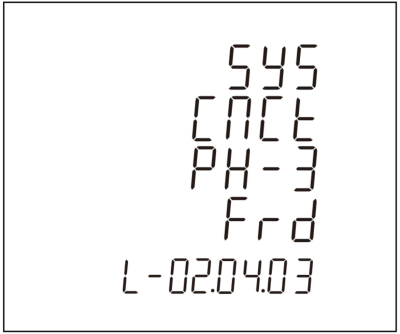 SYS
CNCt
PH-3
Frd
L-02.04.03